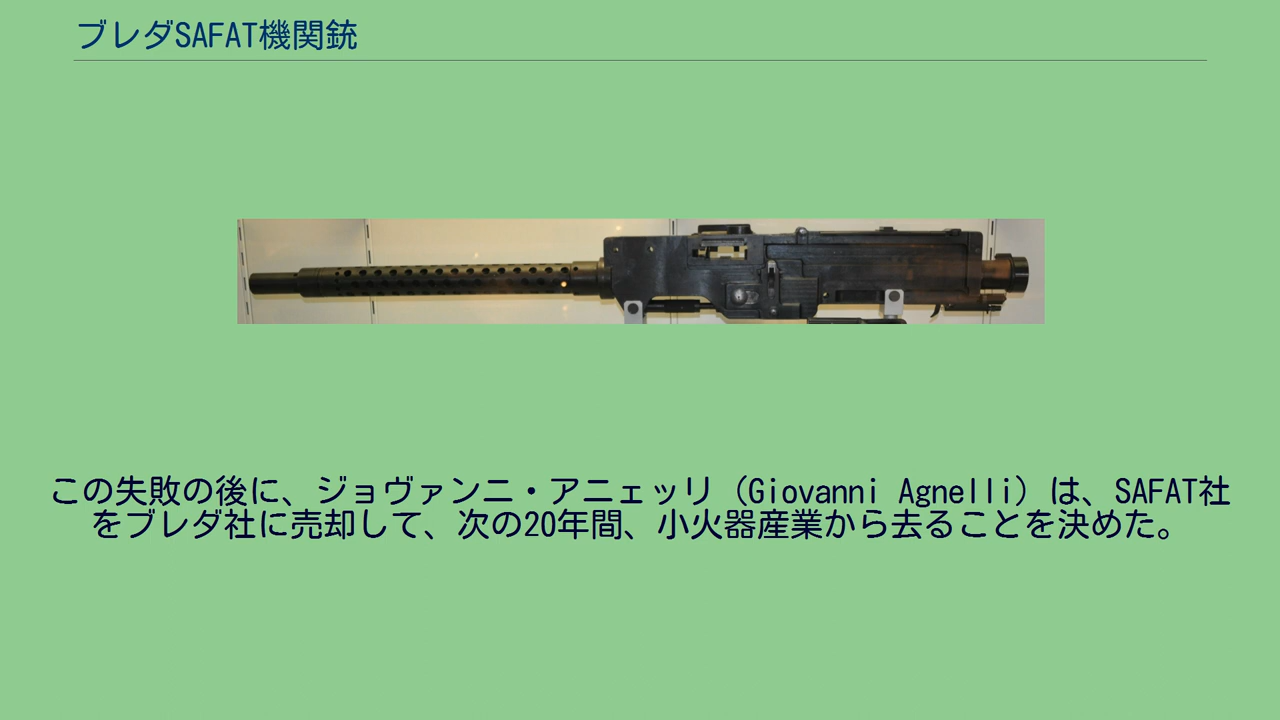 ブレダSAFAT機関銃
この失敗の後に、ジョヴァンニ・アニェッリ（Giovanni Agnelli）は、SAFAT社
をブレダ社に売却して、次の20年間、小火器産業から去ることを決めた。